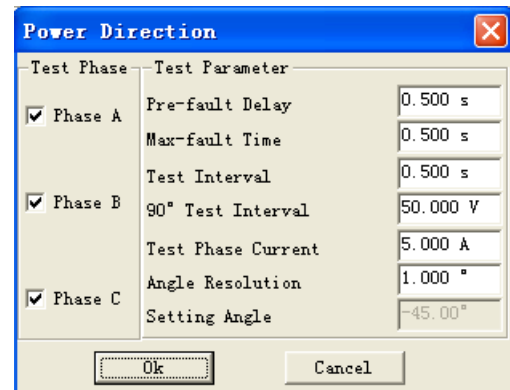 Power Direction
Test Phase
Phase A
Phase B
Phase C
Test Parameter
Pre-fault Delay 0.500 s
Max-fault Time 0.500 s
Test Interval 0.500 s
90° Test Interval 50.000 V
Test Phase Current 5.000 A
Angle Resolution 1.000 °
Setting Angle -45.00°
Ok
Cancel